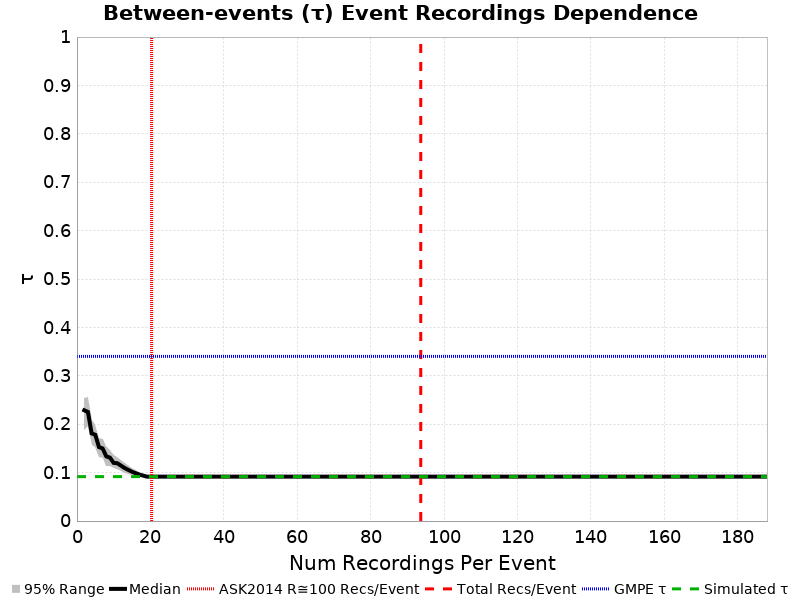 Between-events (τ) Event Recordings Dependence
1
0.9
0.8
0.7
0.6
0.5
0.4
0.3
0.2
0.1
0
τ
0 20 40 60 80 100 120 140 160 180
Num Recordings Per Event
95% Range Median ASK2014 R≅100 Recs/Event Total Recs/Event GMPE τ Simulated τ